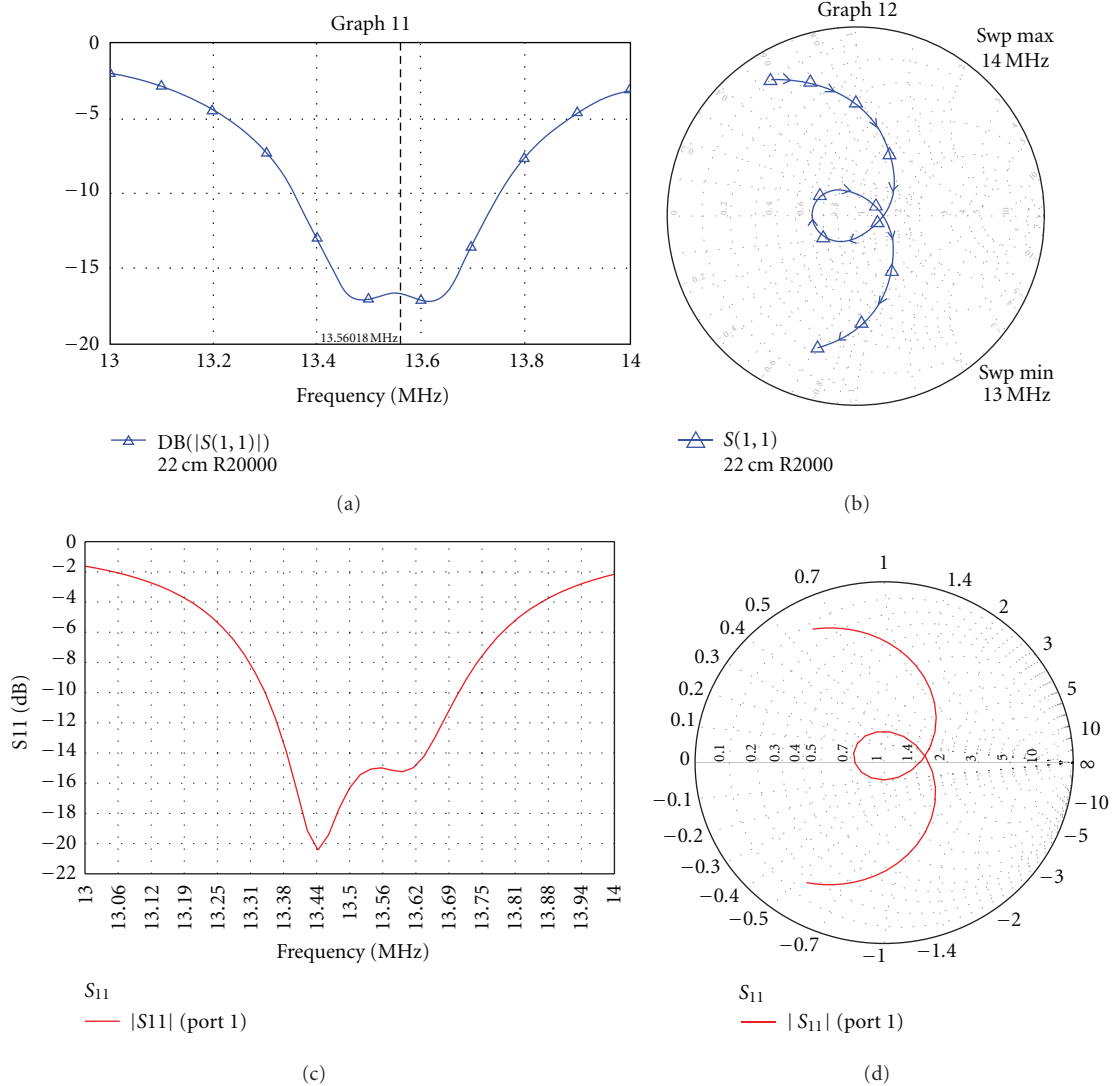 Graph 11
0
−5
−10
−15
−20
13.56018 MHz
13 13.2 13.4 13.6 13.8 14
Frequency (MHz)
DB(|S(1, 1)|)
22 cm R20000
(a)
Graph 12
Swp max
14 MHz
Swp min
13 MHz
S(1, 1)
22 cm R2000
(b)
S11 (dB)
0
−2
−4
−6
−8
−10
−12
−14
−16
−18
−20
−22
13 13.06 13.12 13.19 13.25 13.31 13.38 13.44 13.5 13.56 13.62 13.69 13.75 13.81 13.88 13.94 14
Frequency (MHz)
S11
|S11| (port 1)
(c)
1
0.7 1.4
0.5 2
0.4
0.3 3
0.2 5
0.1 10
0 0.1 0.2 0.3 0.4 0.5 0.7 1 1.4 2 3 5 10 ∞
−0.1 −10
−0.2 −5
−0.3 −3
−0.4
−0.5 −2
−0.7 −1.4
−1
S11
| S11| (port 1)
(d)